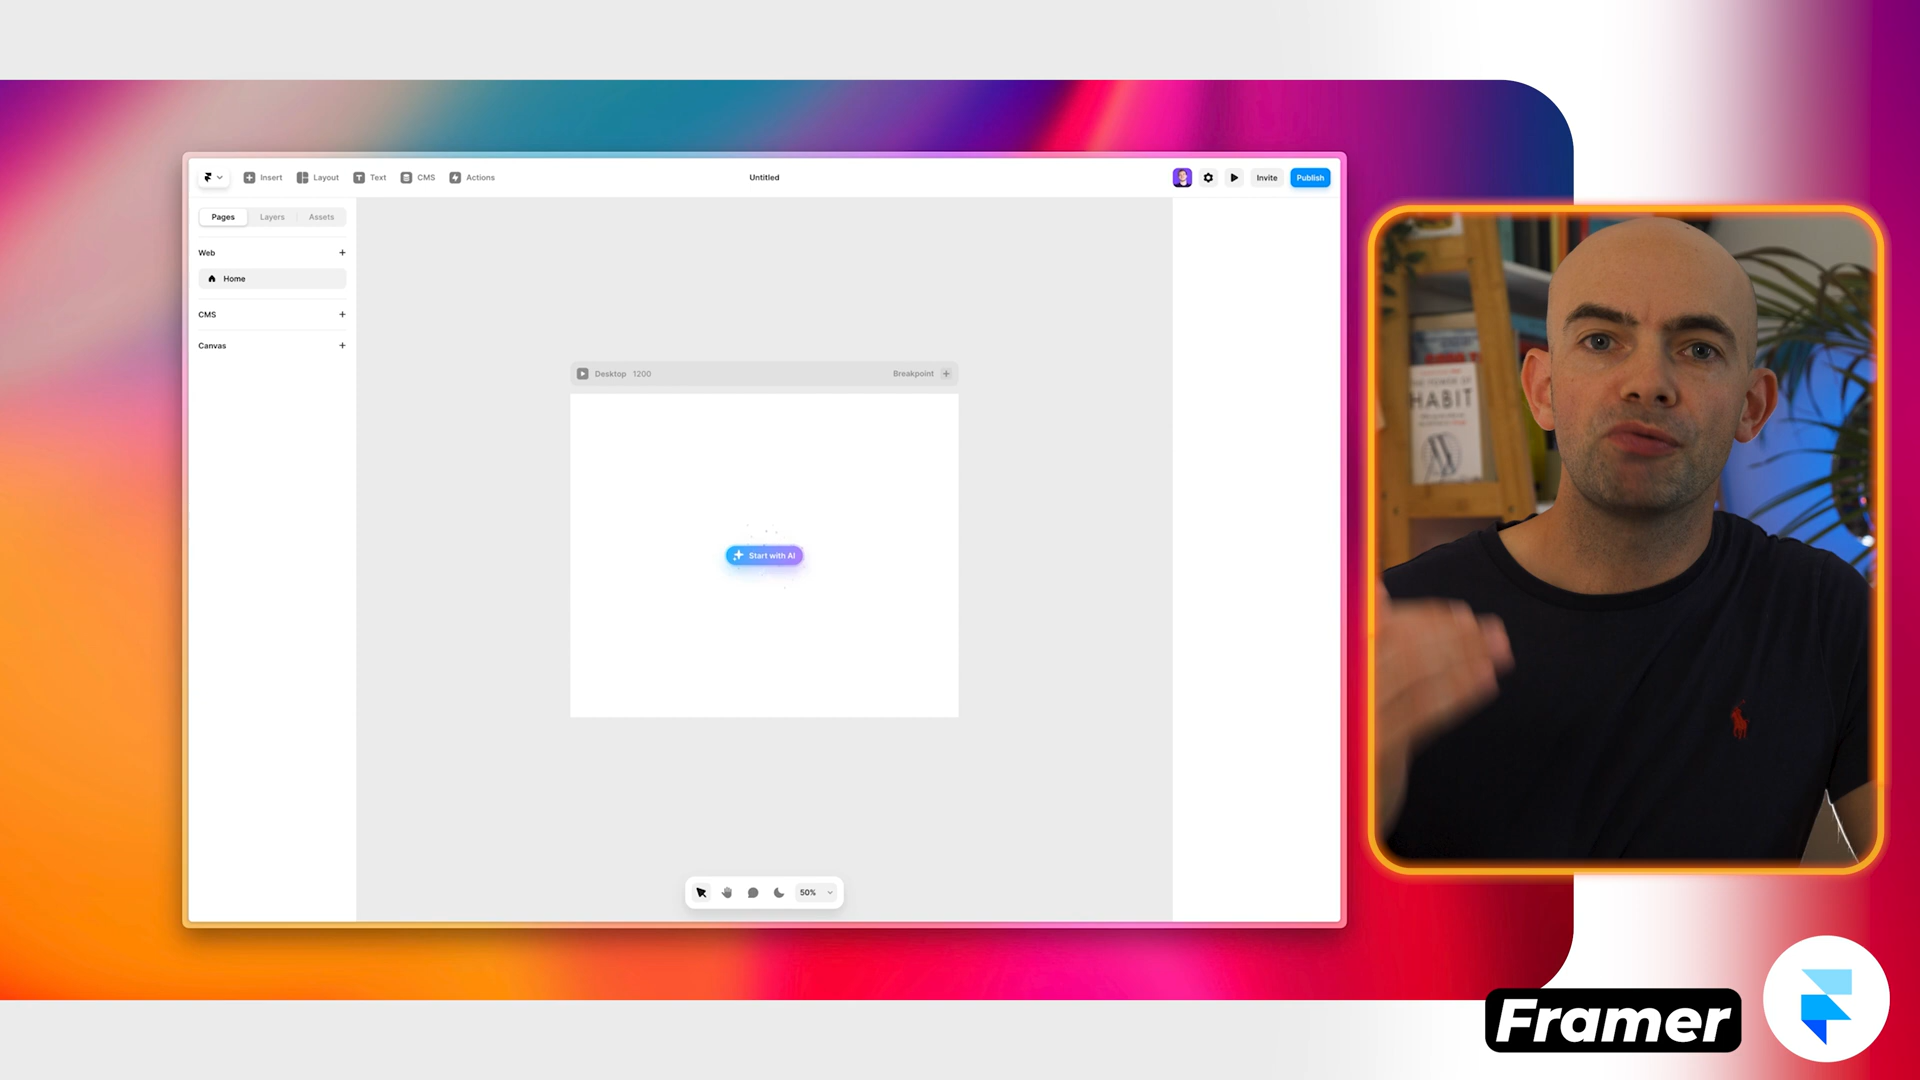 Insert
Layout
Text
CMS
Actions
Untitled
Invite
Publish
Pages
Layers
Assets
Web
Home
CMS
Canvas
Desktop 1200
Breakpoint
Start with AI
50%
HABIT
Framer